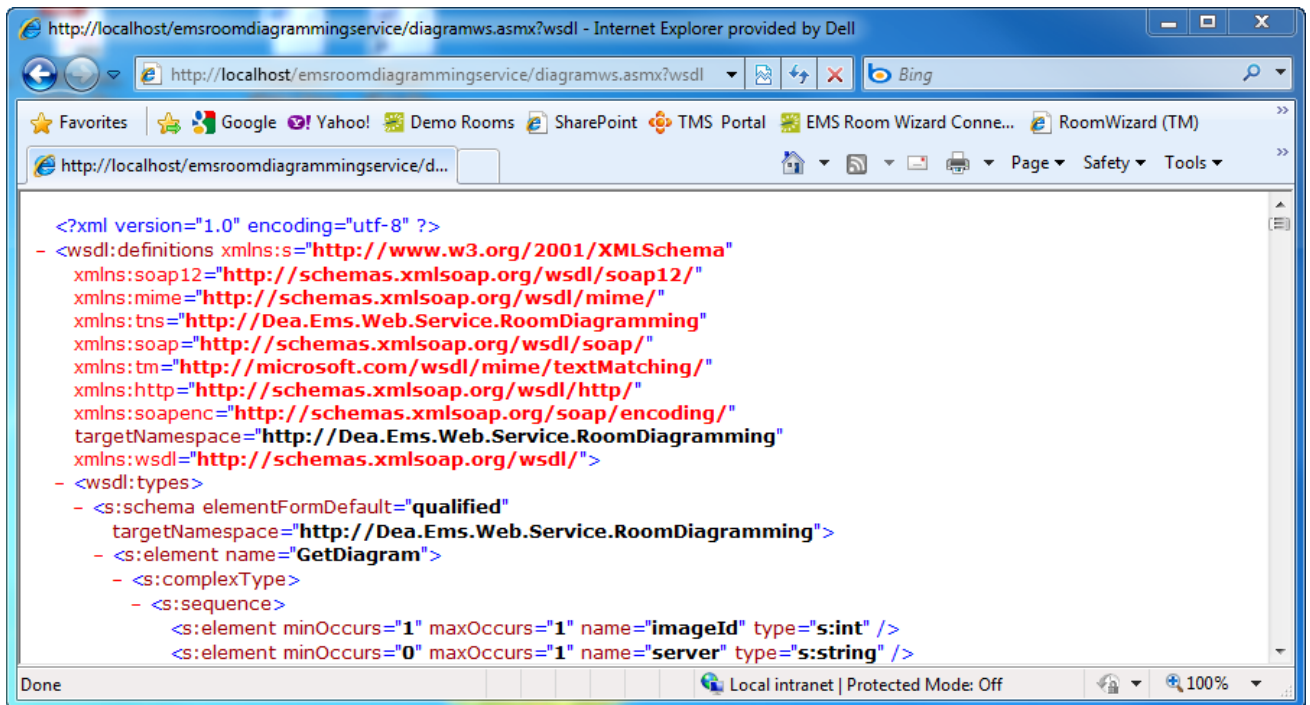 http://localhost/emsroomdiagrammingservice/diagramws.asmx?wsdl - Internet Explorer provided by Dell
http://localhost/emsroomdiagrammingservice/diagramws.asmx?wsdl
Bing
Favorites Google Yahoo! Demo Rooms SharePoint TMS Portal EMS Room Wizard Conne... RoomWizard (TM) »
http://localhost/emsroomdiagrammingservice/d... Page Safety Tools »
<?xml version="1.0" encoding="utf-8" ?>
- <wsdl:definitions xmlns:s="http://www.w3.org/2001/XMLSchema"
xmlns:soap12="http://schemas.xmlsoap.org/wsdl/soap12/"
xmlns:mime="http://schemas.xmlsoap.org/wsdl/mime/"
xmlns:tns="http://Dea.Ems.Web.Service.RoomDiagramming"
xmlns:soap="http://schemas.xmlsoap.org/wsdl/soap/"
xmlns:tm="http://microsoft.com/wsdl/mime/textMatching/"
xmlns:http="http://schemas.xmlsoap.org/wsdl/http/"
xmlns:soapenc="http://schemas.xmlsoap.org/soap/encoding/"
targetNamespace="http://Dea.Ems.Web.Service.RoomDiagramming"
xmlns:wsdl="http://schemas.xmlsoap.org/wsdl/">
- <wsdl:types>
- <s:schema elementFormDefault="qualified"
targetNamespace="http://Dea.Ems.Web.Service.RoomDiagramming">
- <s:element name="GetDiagram">
- <s:complexType>
- <s:sequence>
<s:element minOccurs="1" maxOccurs="1" name="imageId" type="s:int" />
<s:element minOccurs="0" maxOccurs="1" name="server" type="s:string" />
Done Local intranet | Protected Mode: Off 100%